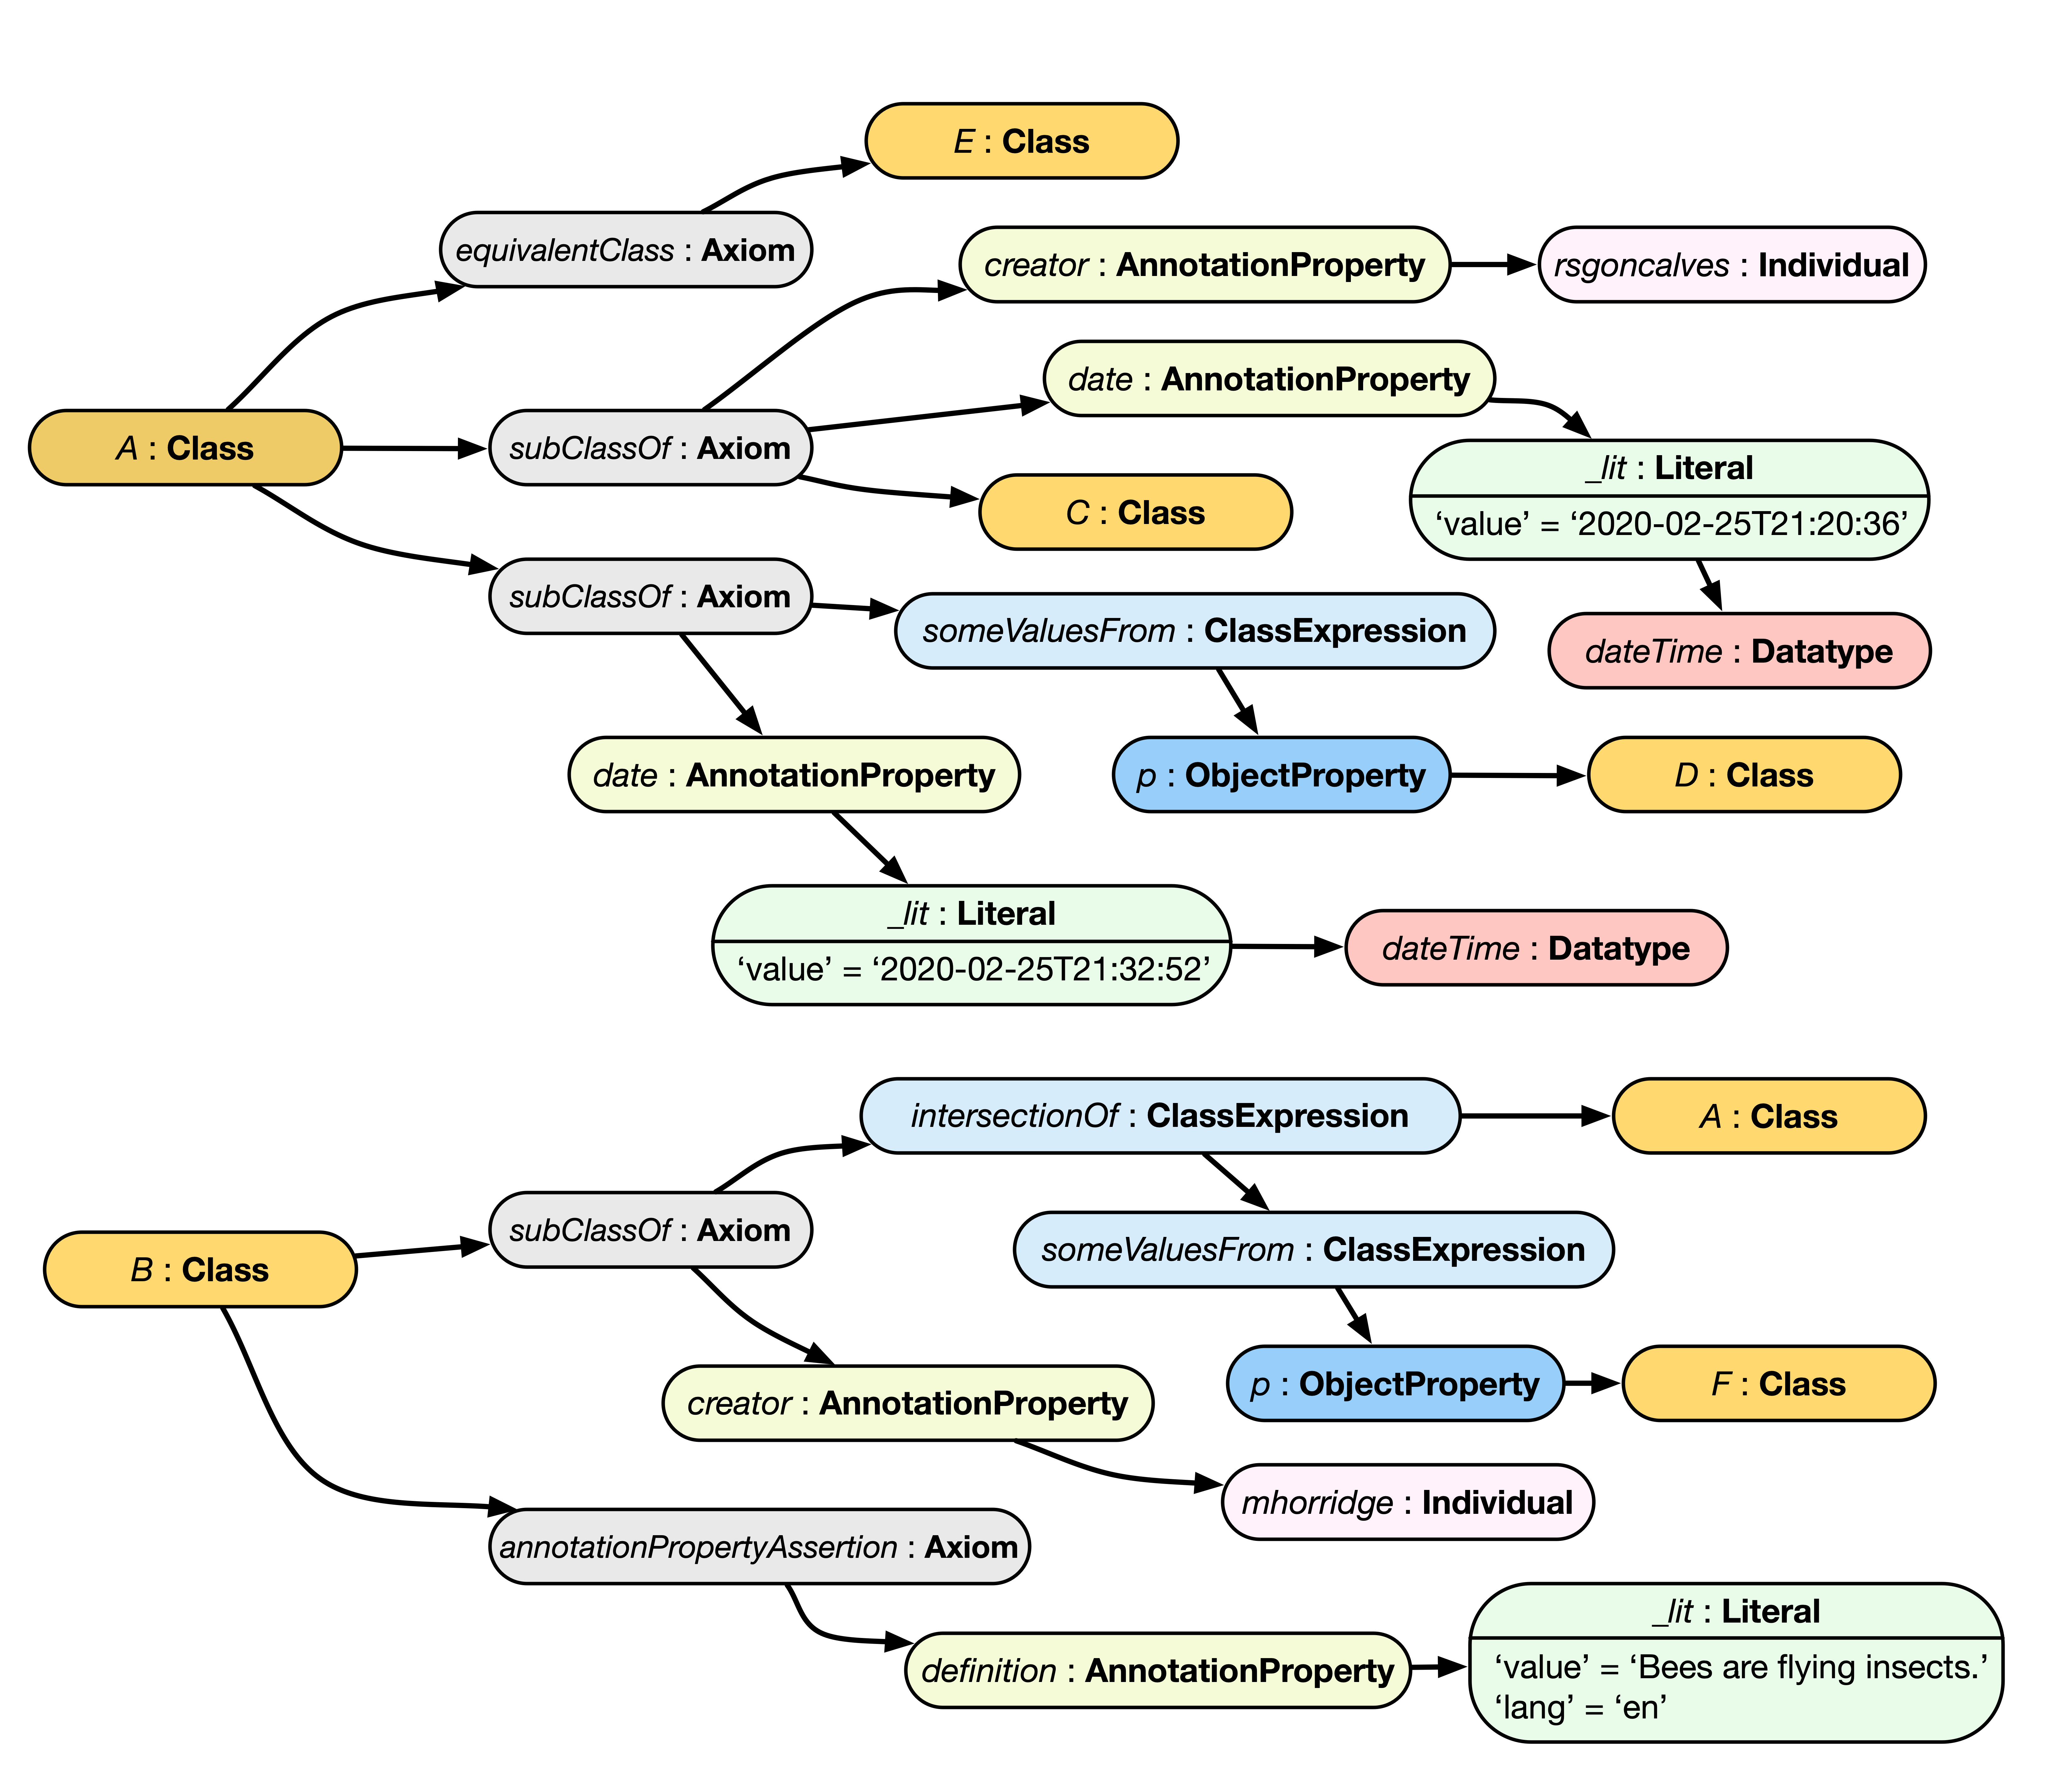 E : Class
equivalentClass : Axiom
creator : AnnotationProperty
rsgoncalves : Individual
date : AnnotationProperty
A : Class
subClassOf : Axiom
_lit : Literal
‘value’ = ‘2020-02-25T21:20:36’
C : Class
subClassOf : Axiom
someValuesFrom : ClassExpression
dateTime : Datatype
date : AnnotationProperty
p : ObjectProperty
D : Class
_lit : Literal
‘value’ = ‘2020-02-25T21:32:52’
dateTime : Datatype
intersectionOf : ClassExpression
A : Class
subClassOf : Axiom
someValuesFrom : ClassExpression
B : Class
p : ObjectProperty
F : Class
creator : AnnotationProperty
mhorridge : Individual
annotationPropertyAssertion : Axiom
_lit : Literal
definition : AnnotationProperty
‘value’ = ‘Bees are flying insects.’
‘lang’ = ‘en’